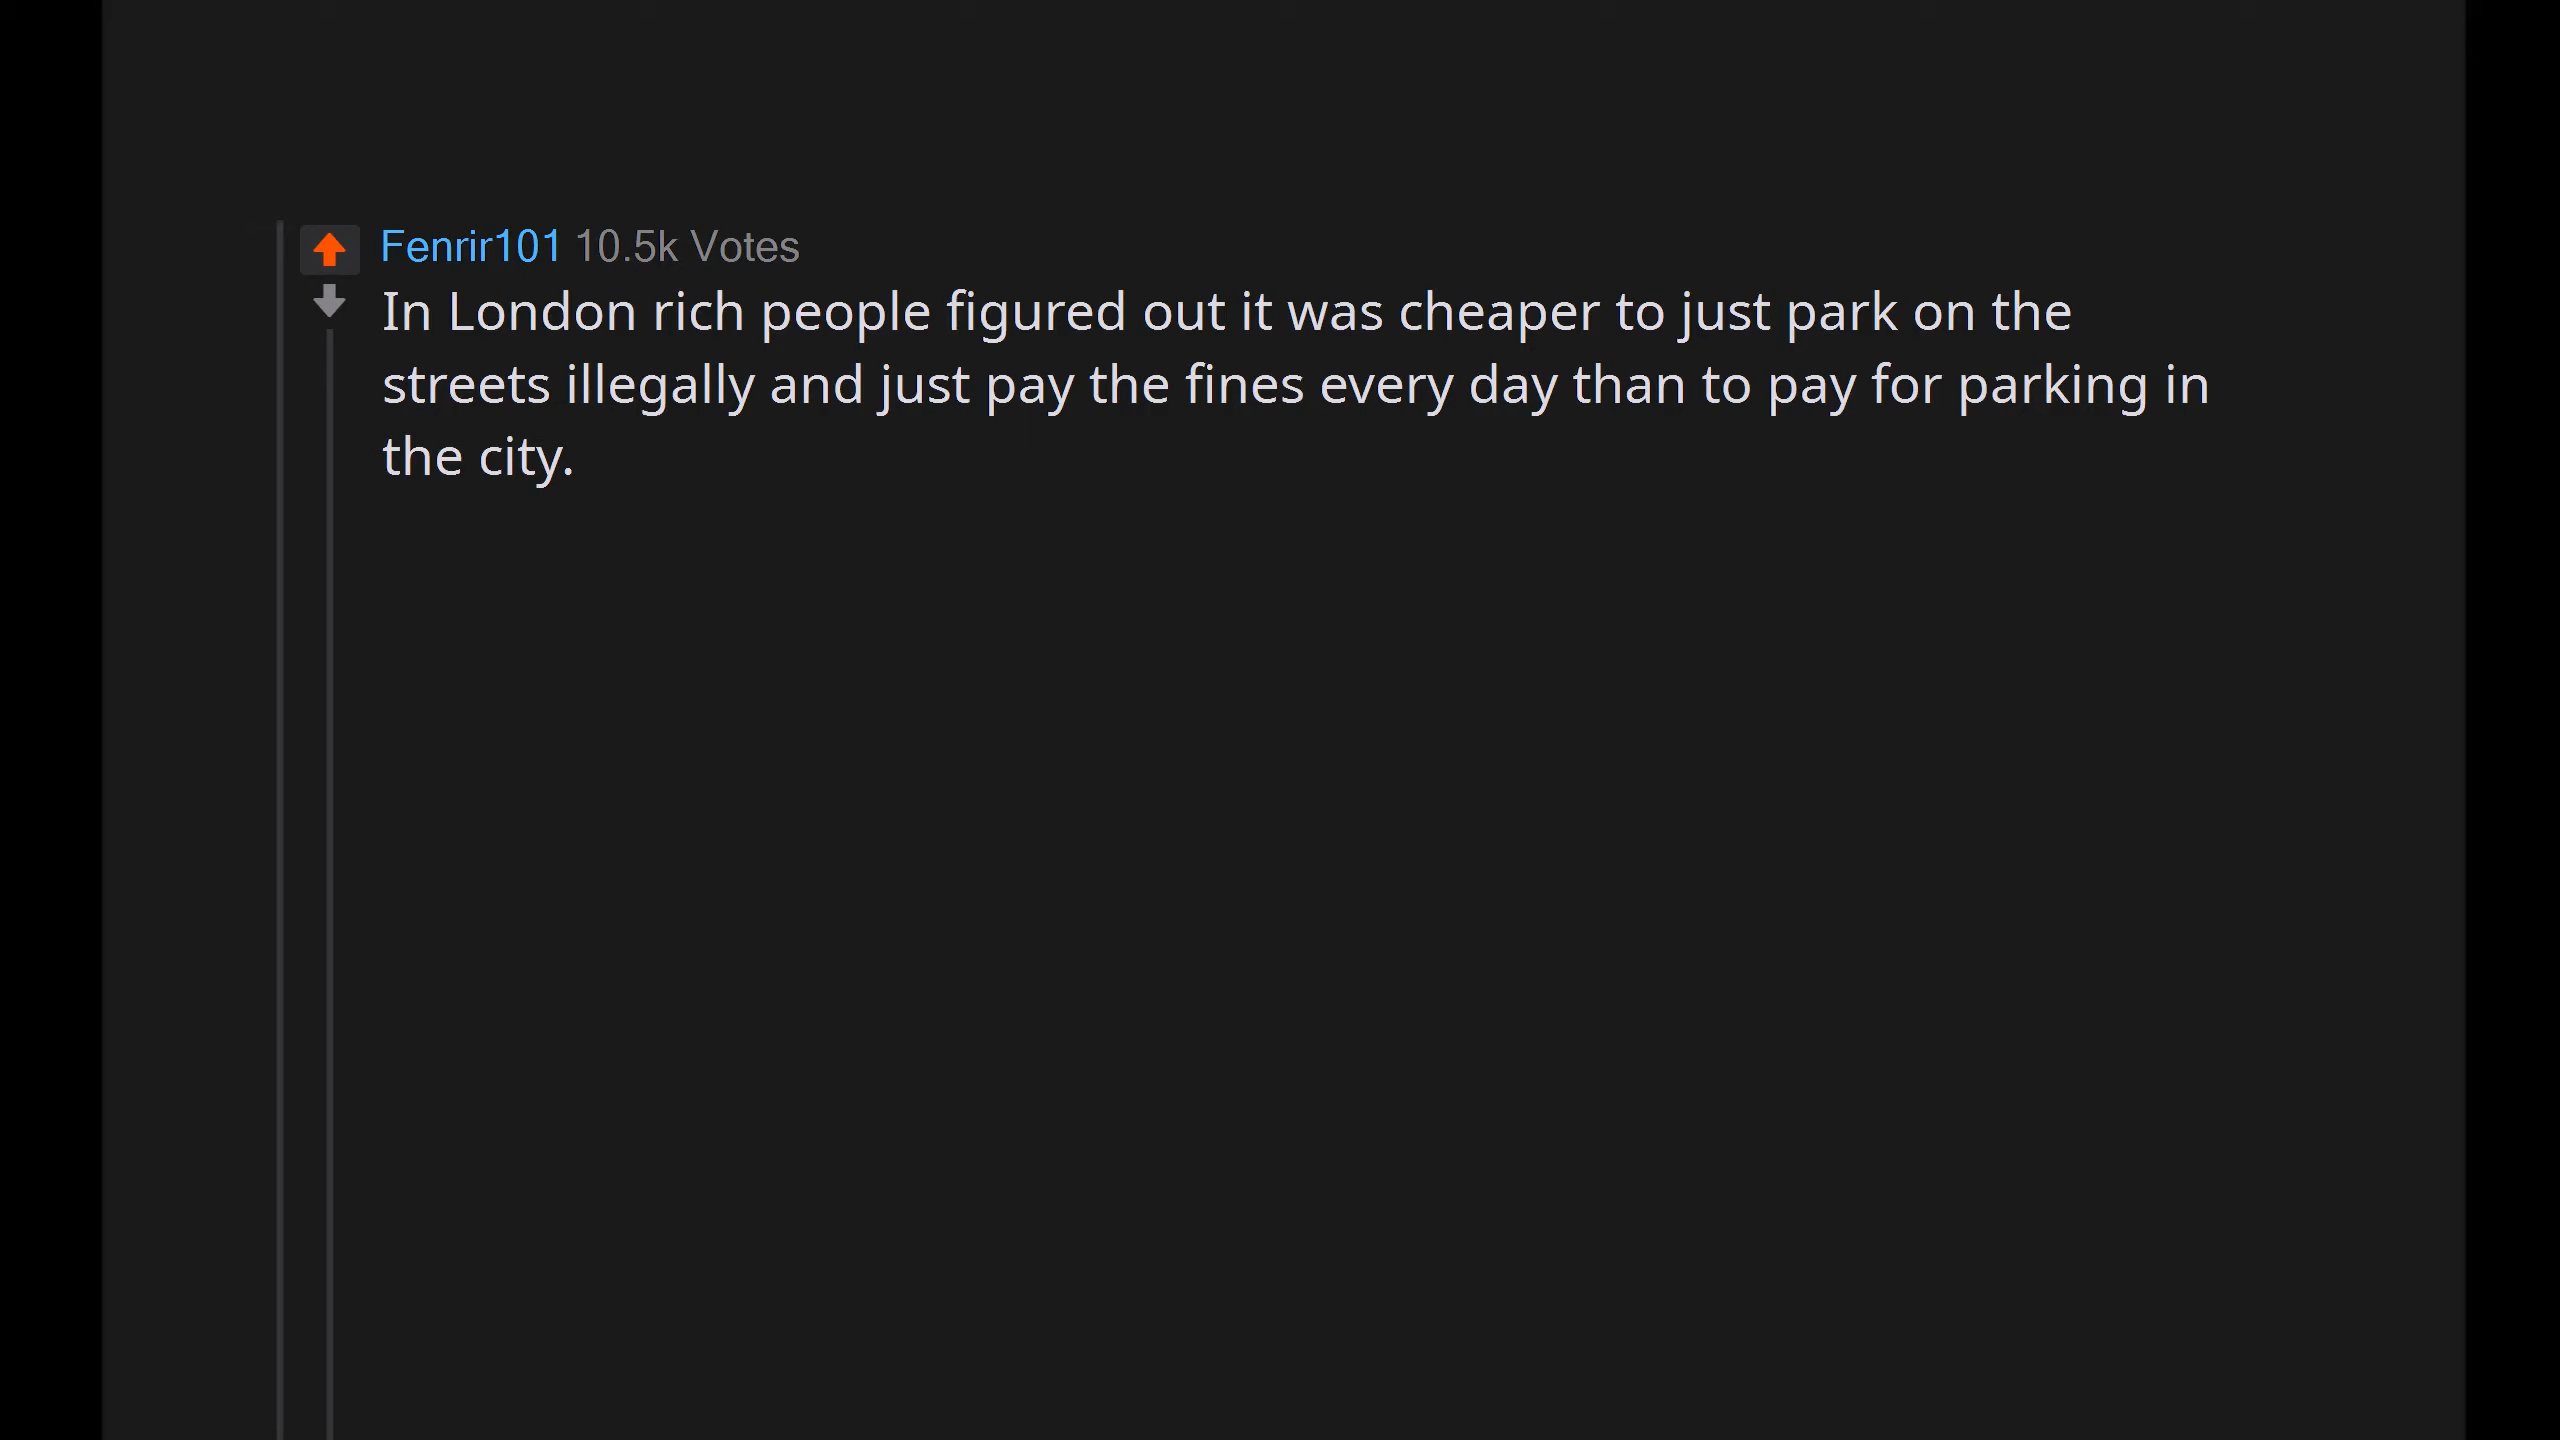 Fenrir101 10.5k Votes
In London rich people figured out it was cheaper to just park on the
streets illegally and just pay the fines every day than to pay for parking in
the city.